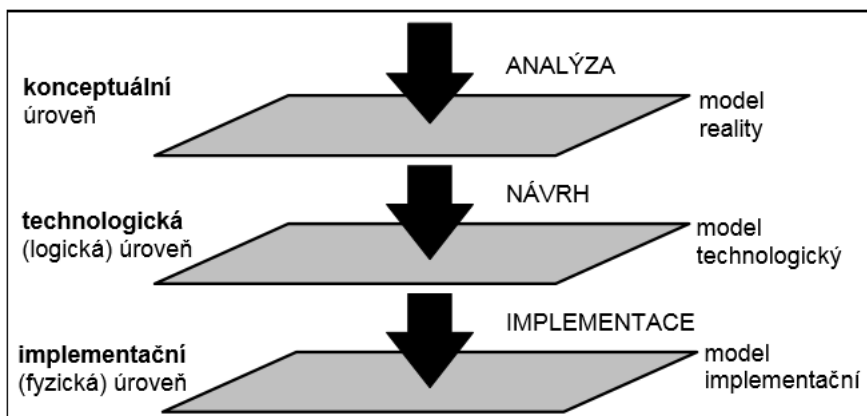 ANALÝZA
konceptuální
úroveň
model
reality
NÁVRH
technologická
(logická) úroveň
model
technologický
IMPLEMENTACE
implementační
(fyzická) úroveň
model
implementační